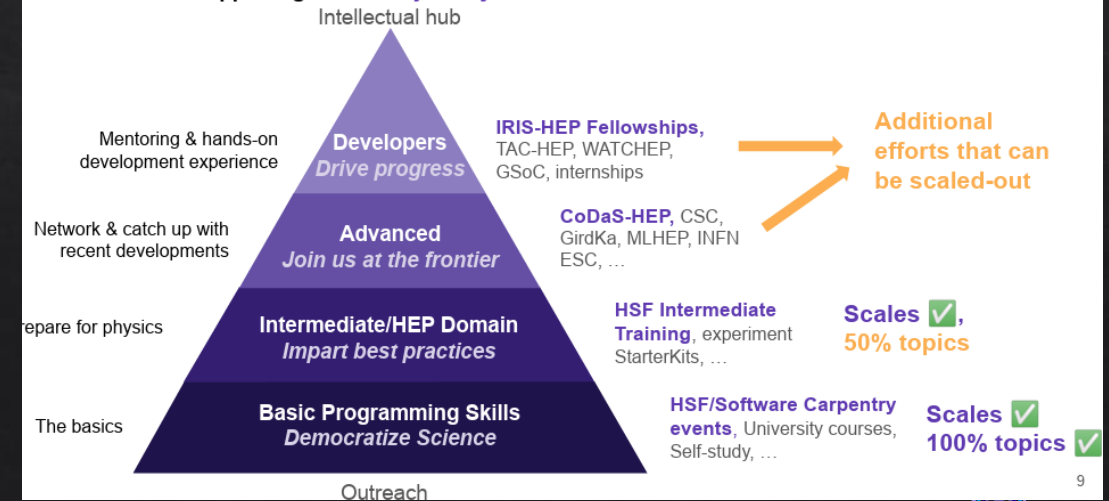 Intellectual hub
Mentoring & hands-on
development experience
Developers
Drive progress
IRIS-HEP Fellowships,
TAC-HEP, WATCHEP,
GSoC, internships
Additional
efforts that can
be scaled-out
Network & catch up with
recent developments
Advanced
Join us at the frontier
CoDaS-HEP, CSC,
GirdKa, MLHEP, INFN
ESC, …
repare for physics
Intermediate/HEP Domain
Impart best practices
HSF Intermediate
Training, experiment
StarterKits, …
Scales ✅,
50% topics
The basics
Basic Programming Skills
Democratize Science
HSF/Software Carpentry
events, University courses,
Self-study, …
Scales ✅
100% topics ✅
Outreach
9